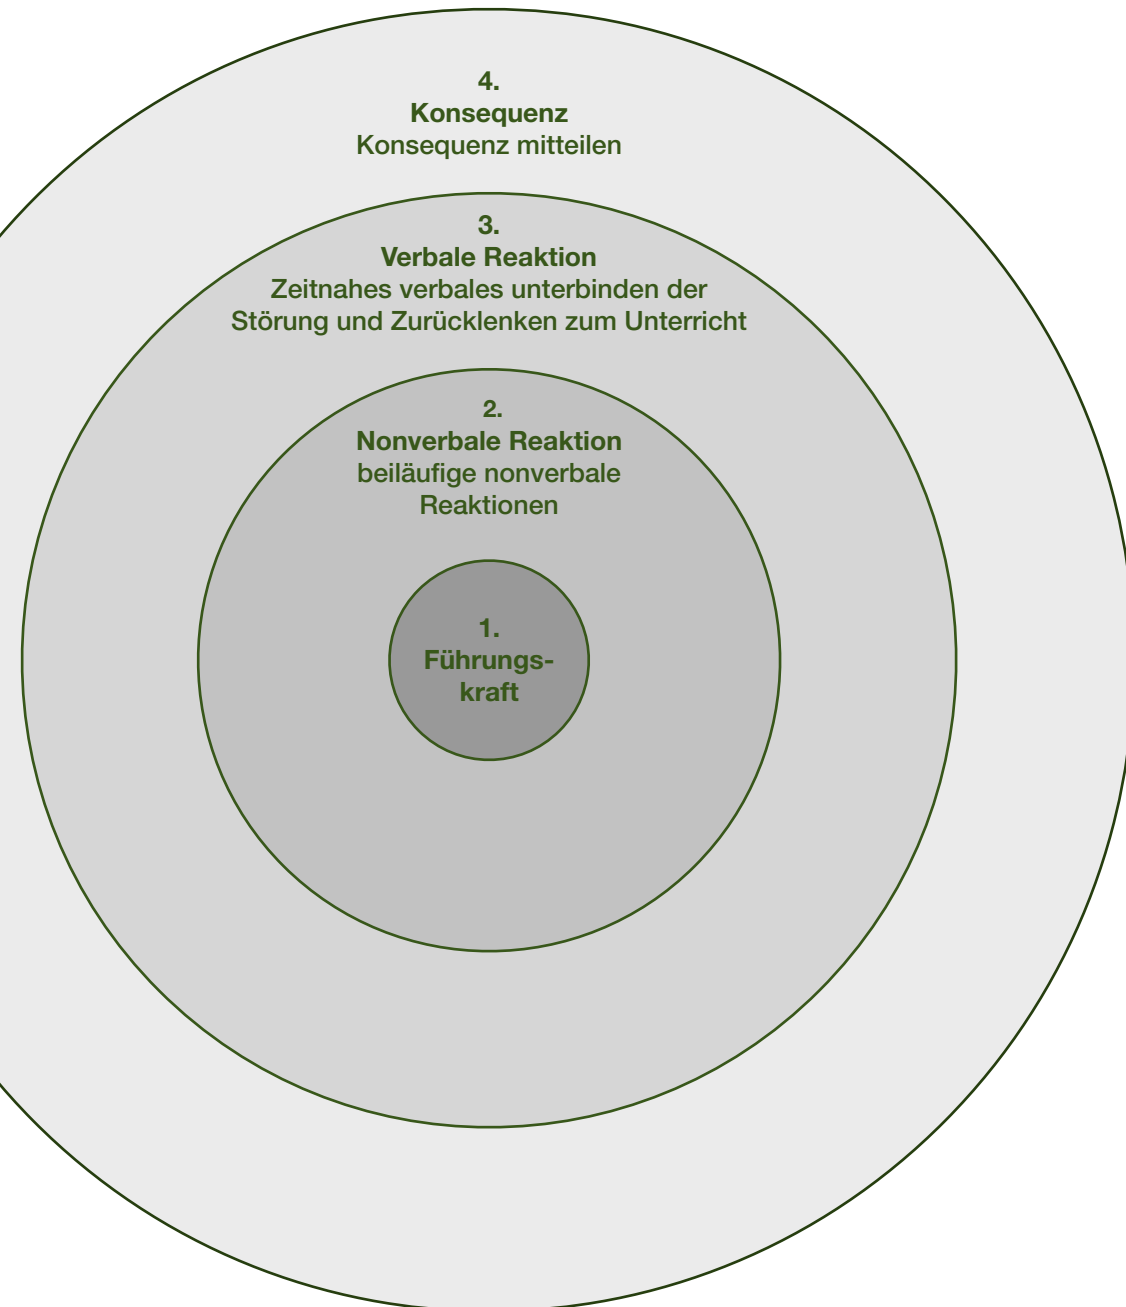 4.
Konsequenz
Konsequenz mitteilen
3.
Verbale Reaktion
Zeitnahes verbales unterbinden der
Störung und Zurücklenken zum Unterricht
2.
Nonverbale Reaktion
beiläufige nonverbale
Reaktionen
1.
Führungs-
kraft